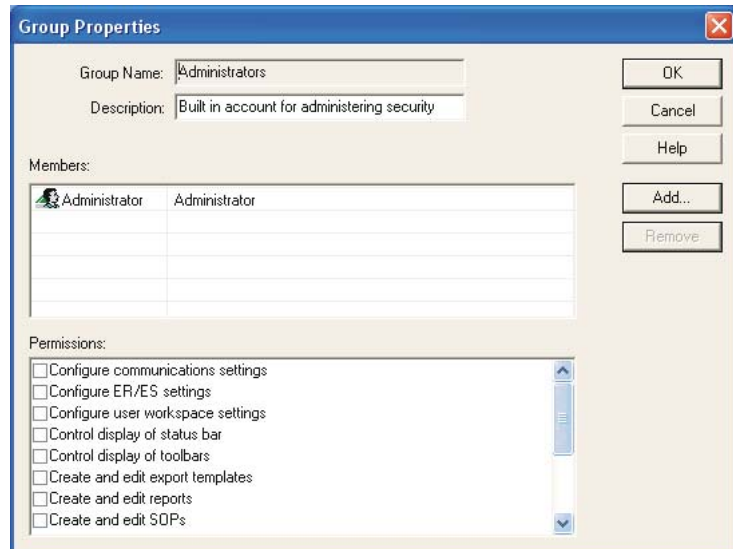 Group Properties
Group Name: Administrators
OK
Description: Built in account for administering security
Cancel
Help
Members:
Administrator Administrator
Add...
Remove
Permissions:
Configure communications settings
Configure ER/ES settings
Configure user workspace settings
Control display of status bar
Control display of toolbars
Create and edit export templates
Create and edit reports
Create and edit SOPs